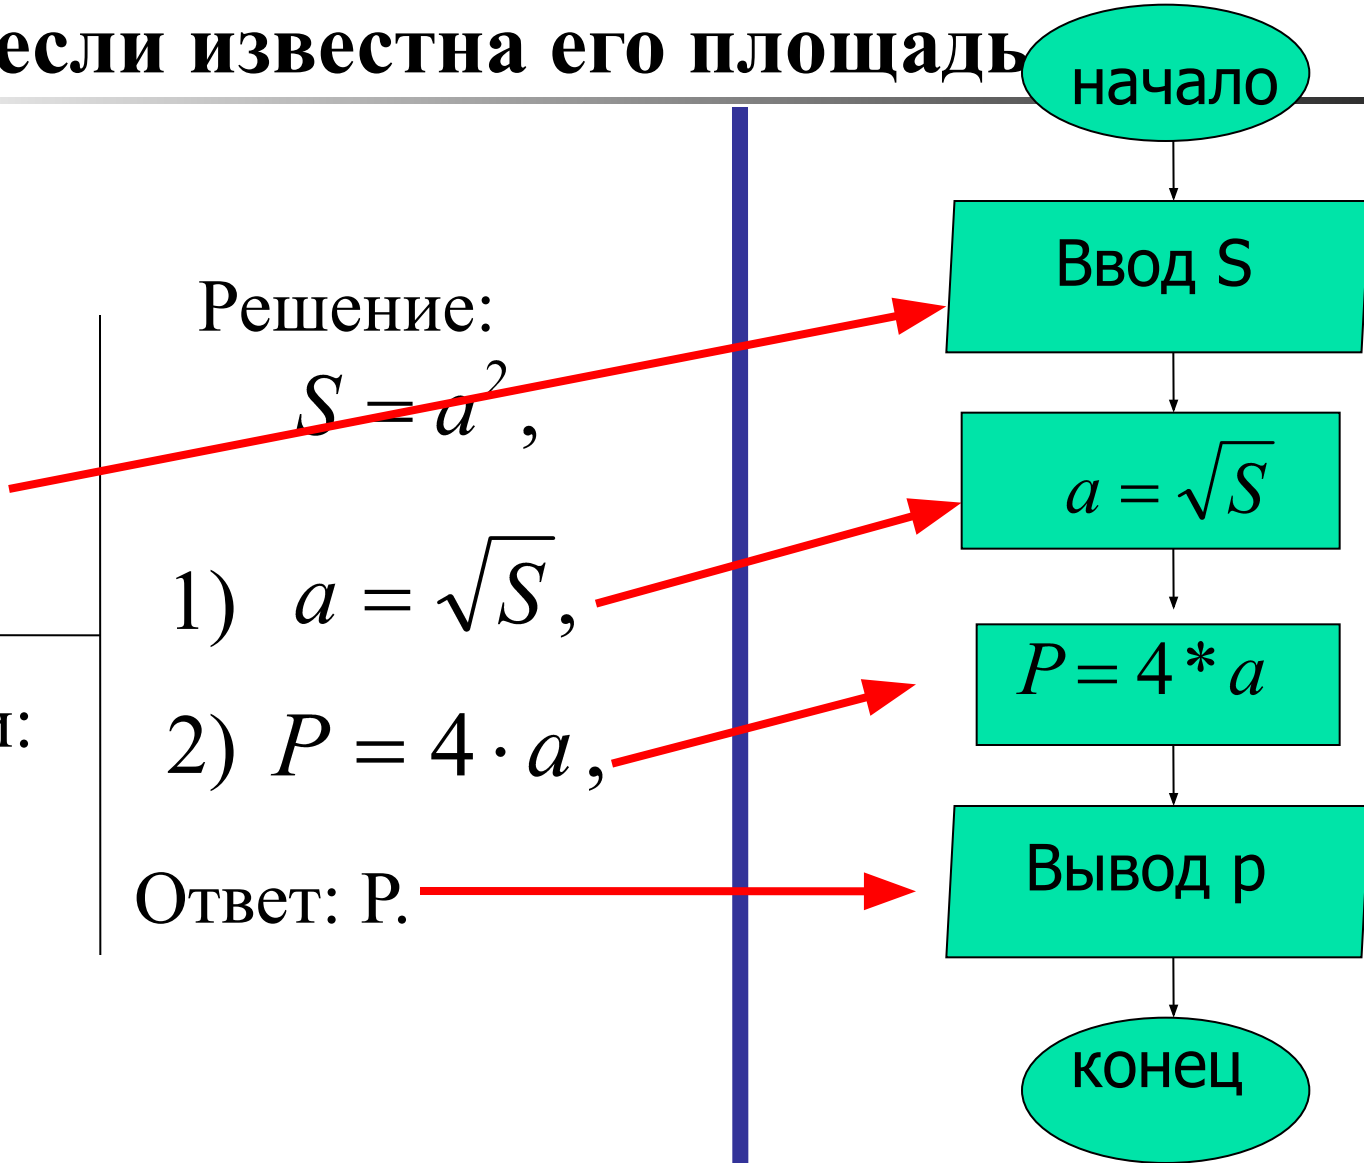 если известна его площадь
Решение:
S = a²,
1) a = √S,
и:
2) P = 4 · a,
Ответ: Р.
начало
Ввод S
a = √S
P = 4 * a
Вывод р
конец